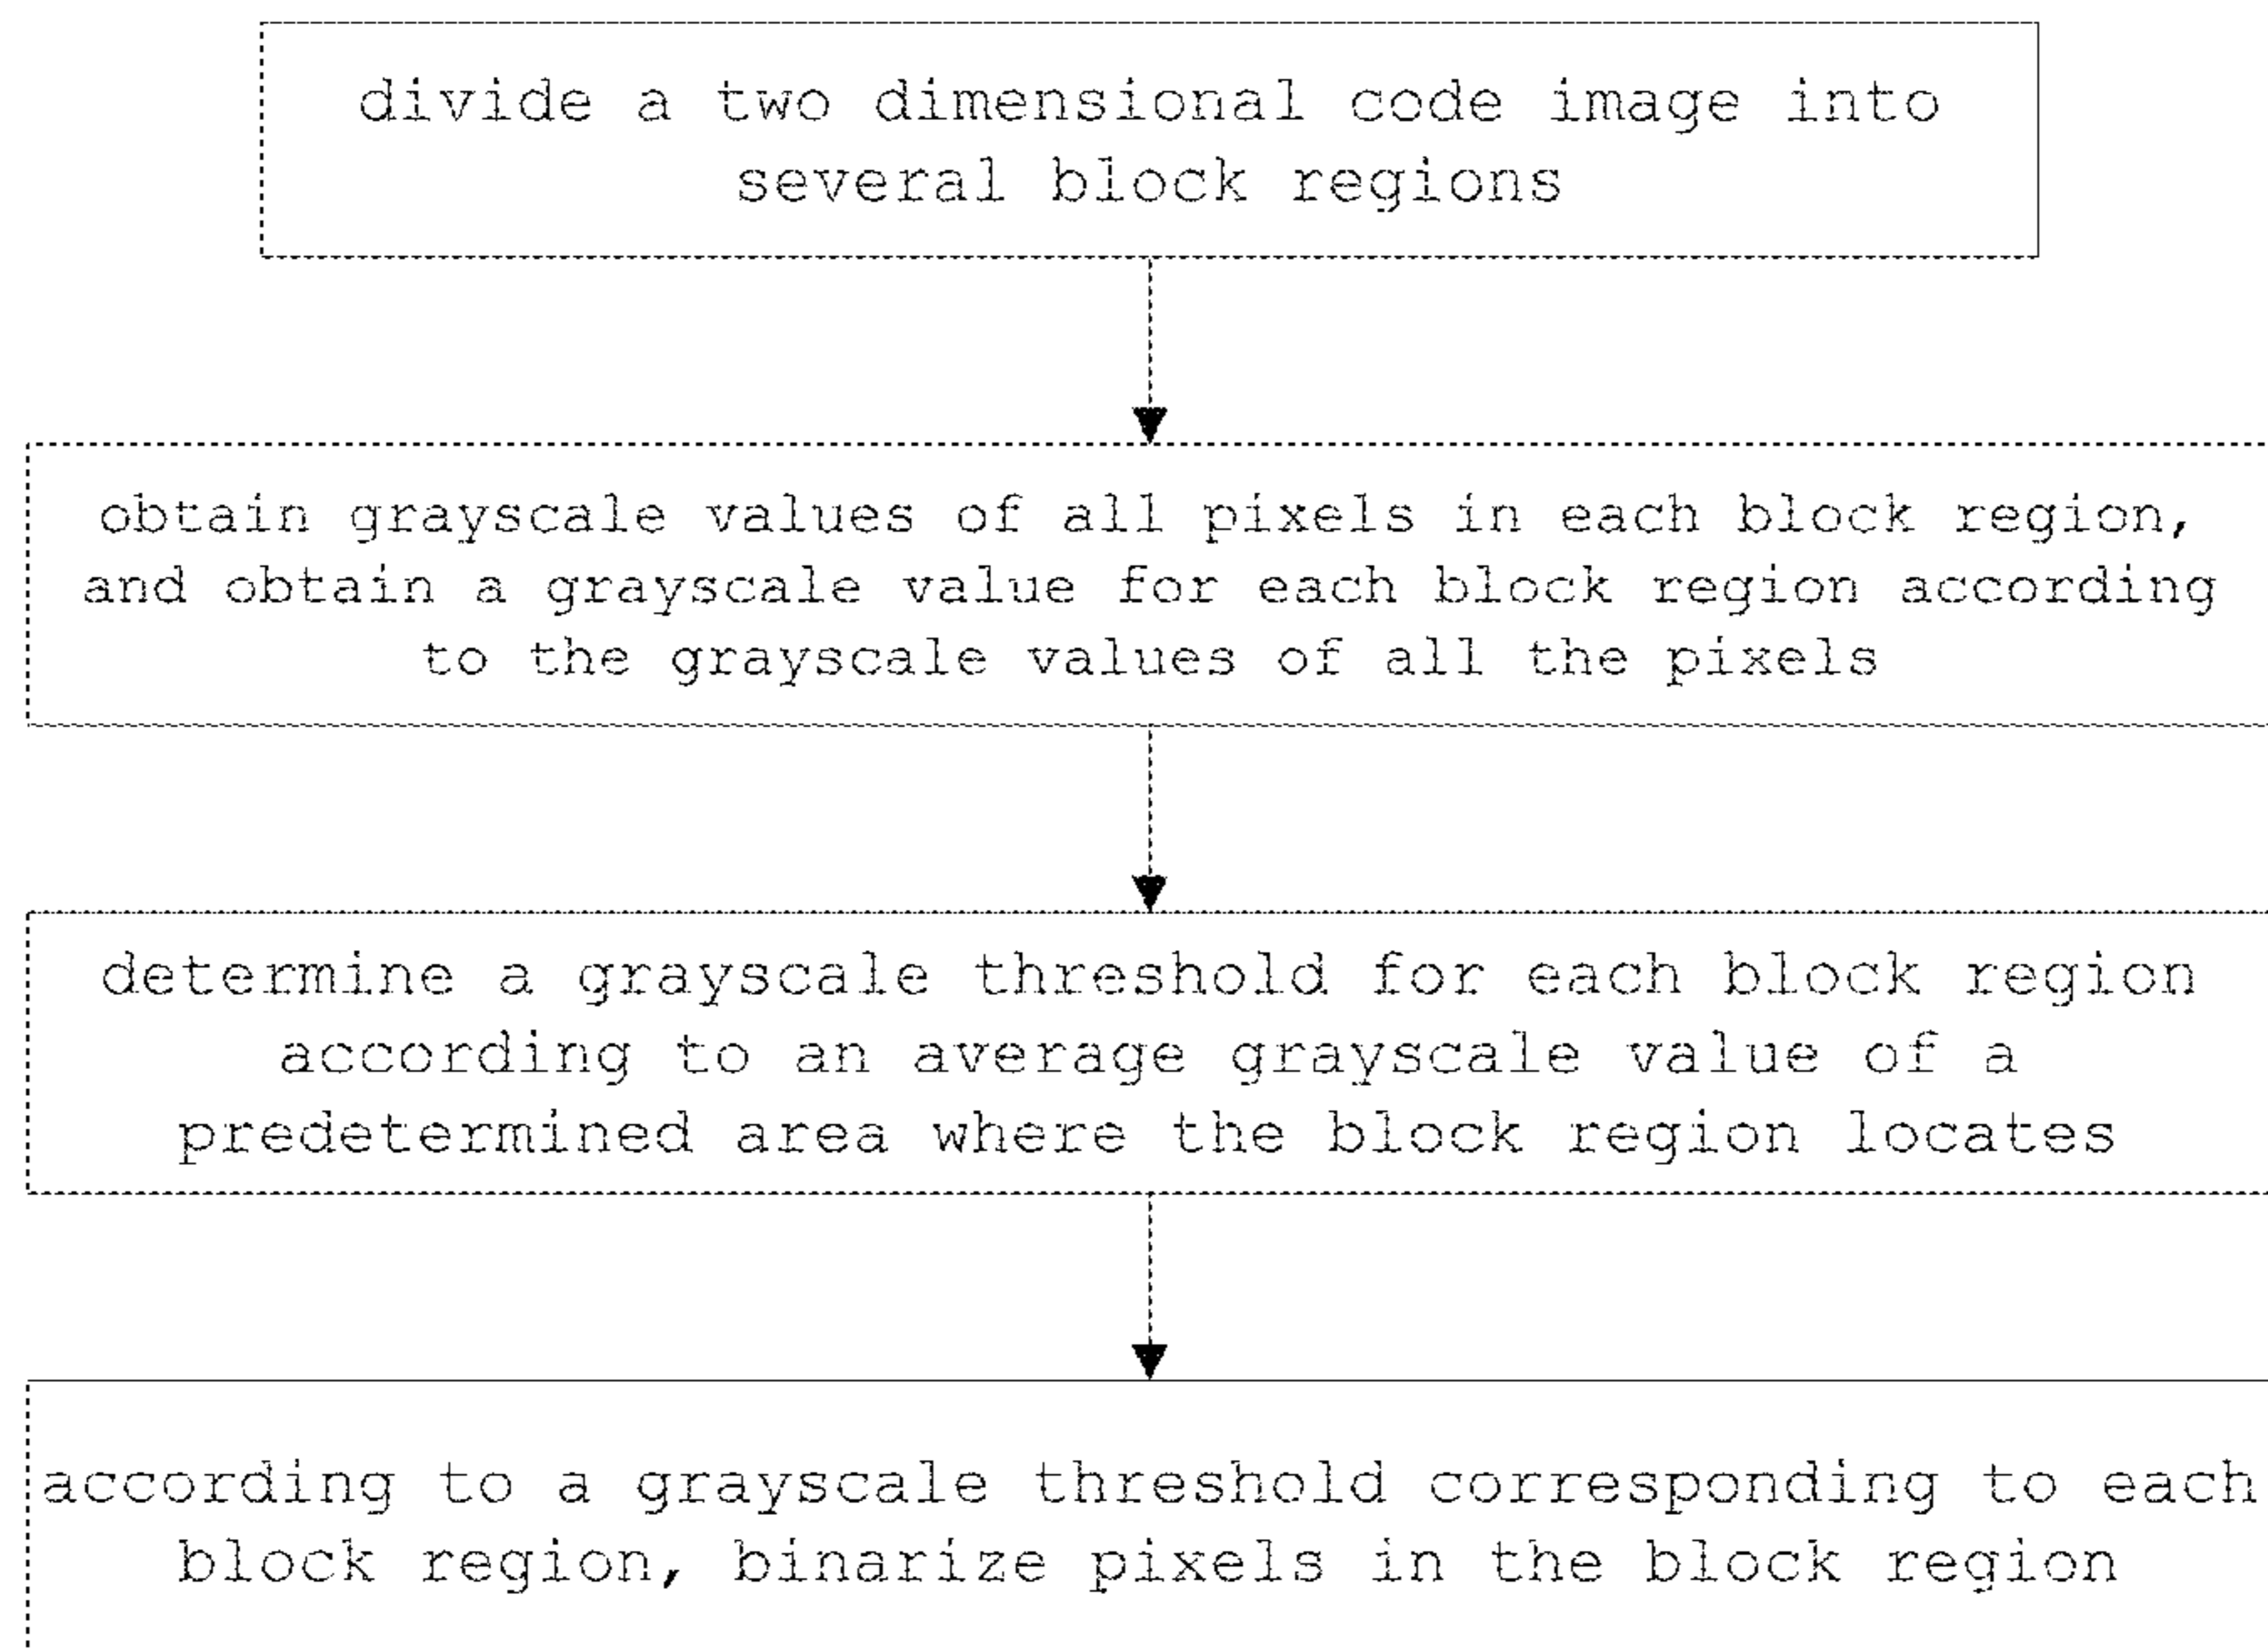 divide a two dimensional code image into
several block regions
obtain grayscale values of all pixels in each block region,
and obtain a grayscale value for each block region according
to the grayscale values of all the pixels
determine a grayscale threshold for each block region
according to an average grayscale value of a
predetermined area where the block region locates
according to a grayscale threshold corresponding to each
block region, binarize pixels in the block region